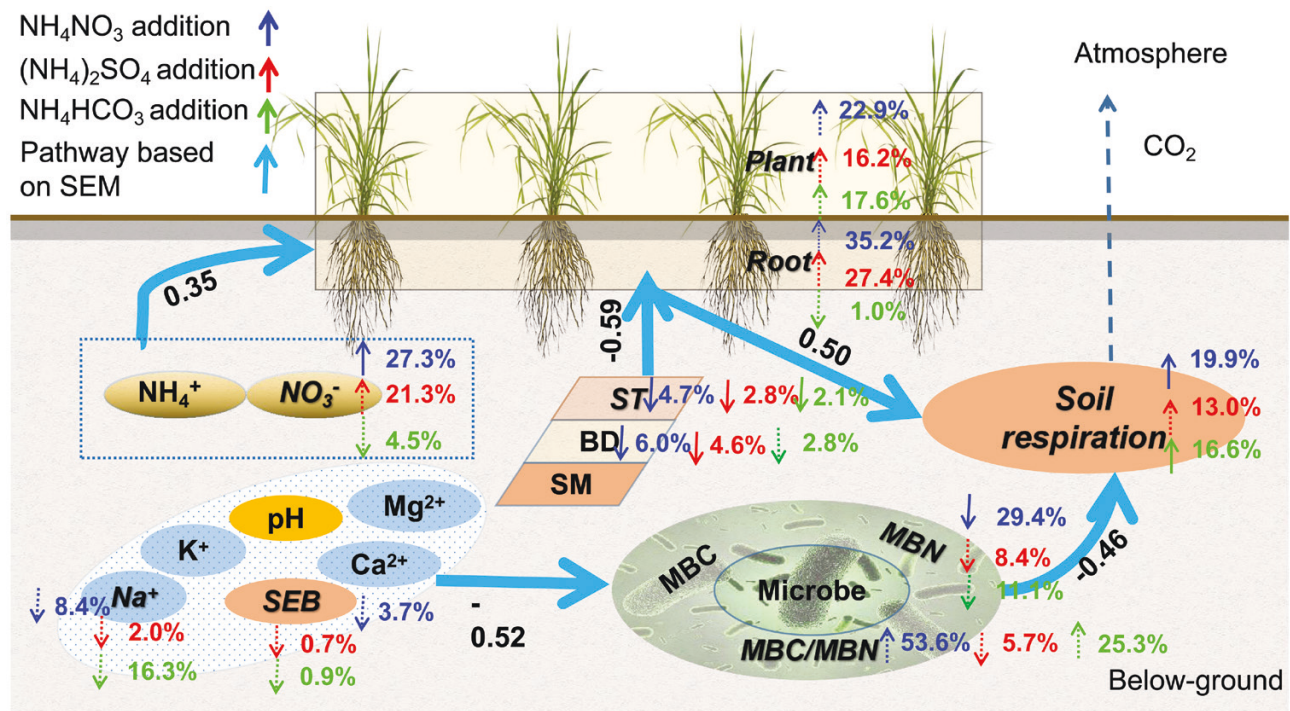 NH₄NO₃ addition
(NH₄)₂SO₄ addition
NH₄HCO₃ addition
Pathway based
on SEM
Atmosphere
CO₂
22.9%
Plant
16.2%
17.6%
35.2%
Root
27.4%
1.0%
0.35
-0.59
0.50
NH₄⁺
NO₃⁻
27.3%
21.3%
4.5%
ST
4.7%
2.8%
2.1%
BD
6.0%
4.6%
2.8%
SM
Soil
respiration
19.9%
13.0%
16.6%
pH
Mg²⁺
K⁺
Ca²⁺
Na⁺
SEB
8.4%
2.0%
16.3%
0.7%
0.9%
3.7%
-
0.52
MBC
MBN
Microbe
MBC/MBN
29.4%
8.4%
11.1%
53.6%
5.7%
25.3%
-0.46
Below-ground